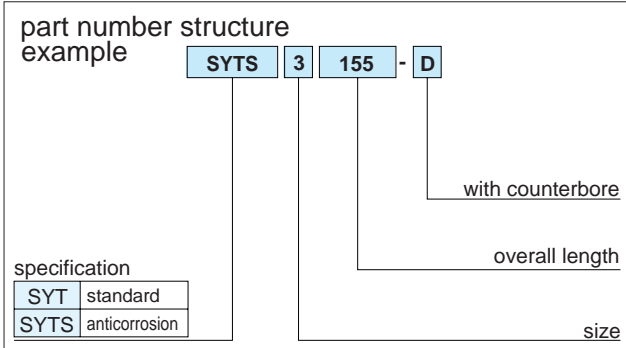 part number structure
example
SYTS 3 155 - D
with counterbore
overall length
specification
SYT standard
SYTS anticorrosion
size